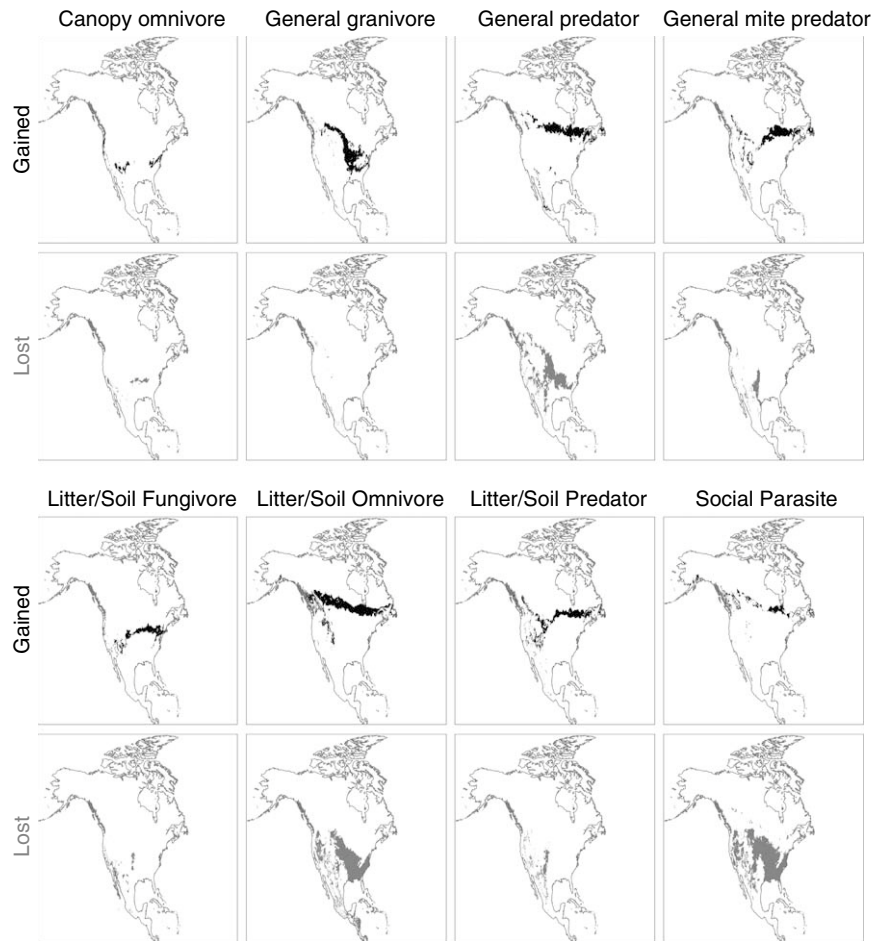 Canopy omnivore General granivore General predator General mite predator
Gained
Lost
Litter/Soil Fungivore Litter/Soil Omnivore Litter/Soil Predator Social Parasite
Gained
Lost